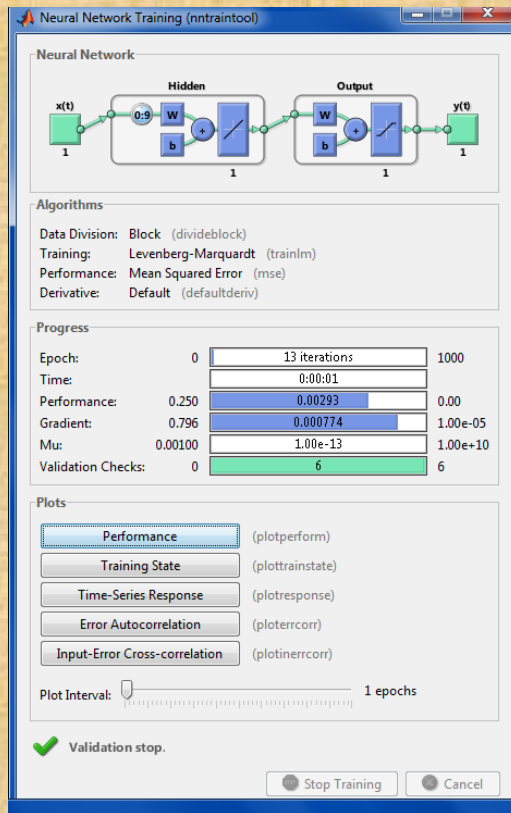 Neural Network Training (nntraintool)
Neural Network
Hidden Output
x(t) 0:9 W b + W b + y(t)
1 1 1 1
Algorithms
Data Division: Block (divideblock)
Training: Levenberg-Marquardt (trainlm)
Performance: Mean Squared Error (mse)
Derivative: Default (defaultderiv)
Progress
Epoch: 0 13 iterations 1000
Time: 0:00:01
Performance: 0.250 0.00293 0.00
Gradient: 0.796 0.000774 1.00e-05
Mu: 0.00100 1.00e-13 1.00e+10
Validation Checks: 0 6 6
Plots
Performance (plotperform)
Training State (plottrainstate)
Time-Series Response (plotresponse)
Error Autocorrelation (ploterrcorr)
Input-Error Cross-correlation (plotinerrcorr)
Plot Interval: 1 epochs
Validation stop.
Stop Training Cancel